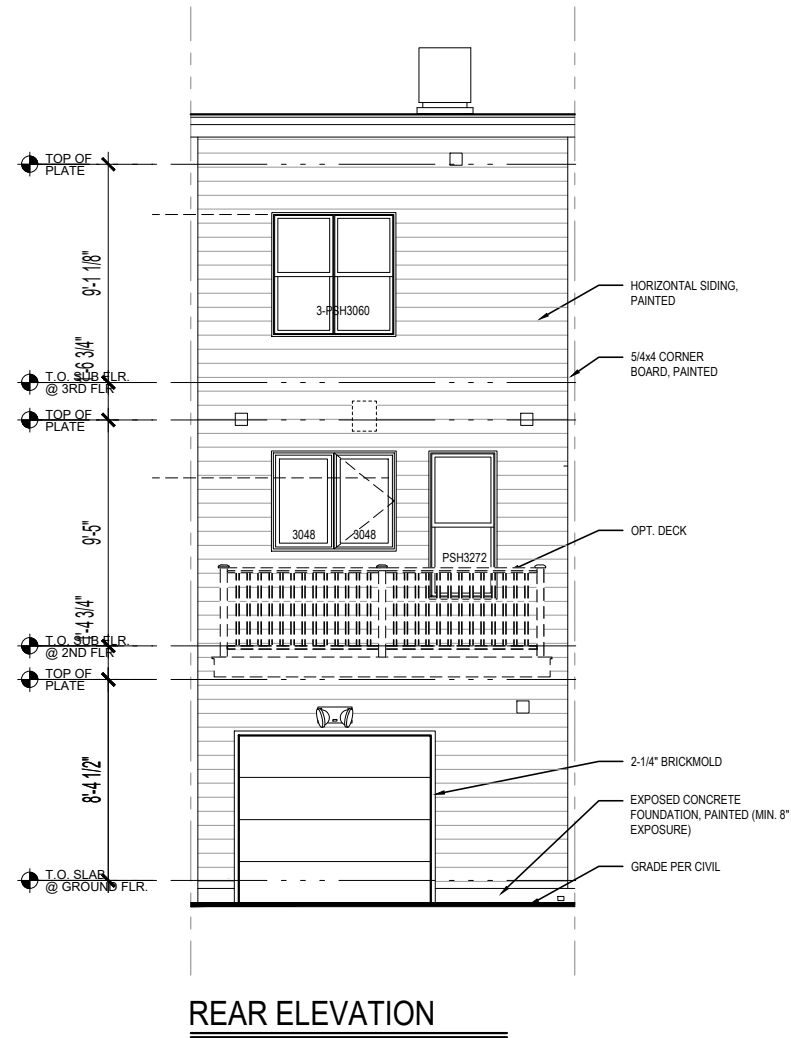 TOP OF
PLATE
9'-1 1/8"
3-PSH3060
HORIZONTAL SIDING,
PAINTED
5/4x4 CORNER
BOARD, PAINTED
T.O. SUB FLR.
@ 3RD FLR
TOP OF
PLATE
9'-5"
3048
3048
PSH3272
OPT. DECK
T.O. SUB FLR.
@ 2ND FLR
TOP OF
PLATE
8'-4 1/2"
2-1/4" BRICKMOLD
EXPOSED CONCRETE
FOUNDATION, PAINTED (MIN. 8"
EXPOSURE)
GRADE PER CIVIL
T.O. SLAB
@ GROUND FLR.
REAR ELEVATION